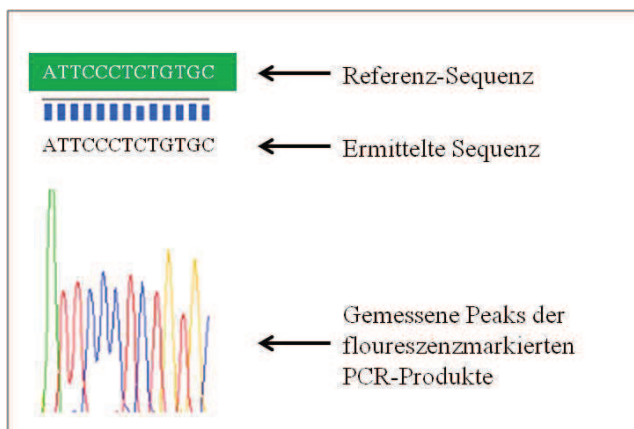 ATTCCCTCTGTGC
Referenz-Sequenz
ATTCCCTCTGTGC
Ermittelte Sequenz
Gemessene Peaks der
floureszenzmarkierten
PCR-Produkte